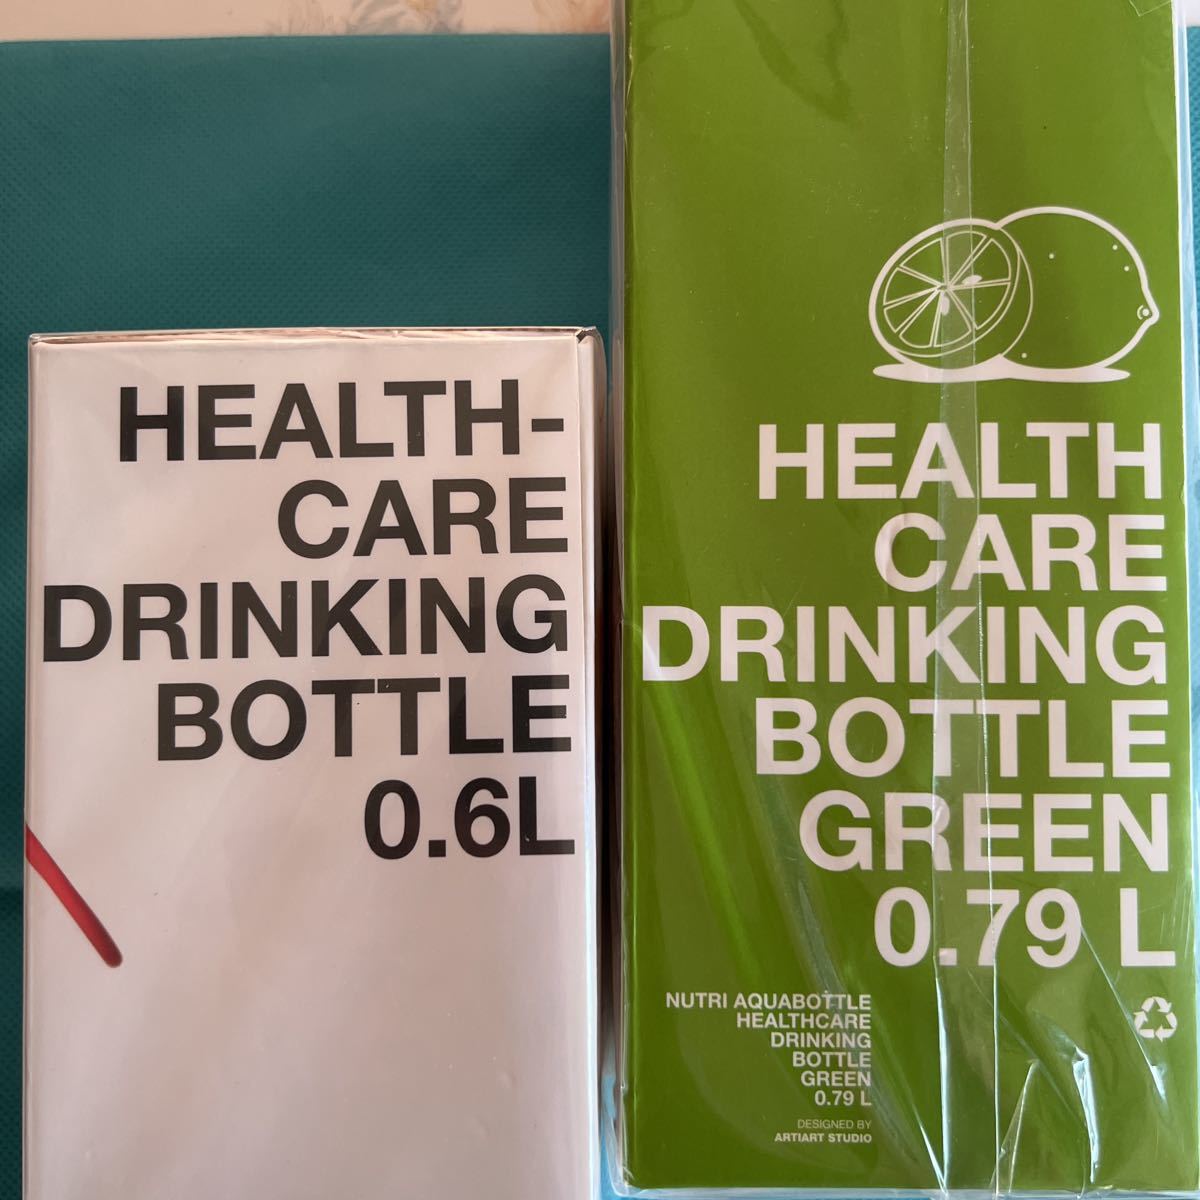 HEALTH-
CARE
DRINKING
BOTTLE
0.6L
HEALTH
CARE
DRINKING
BOTTLE
GREEN
0.79 L
NUTRI AQUABOTTLE
HEALTHCARE
DRINKING
BOTTLE
GREEN
0.79 L
DESIGNED BY
ARTIART STUDIO